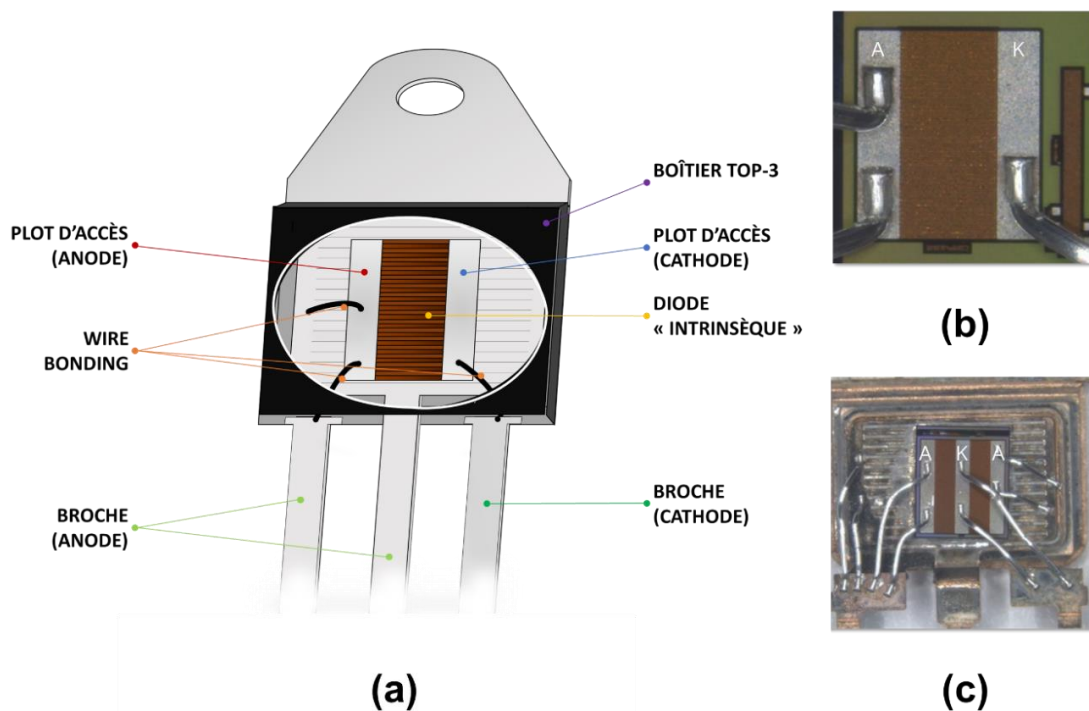 PLOT D'ACCÈS
(ANODE)
WIRE
BONDING
BROCHE
(ANODE)
BOÎTIER TOP-3
PLOT D'ACCÈS
(CATHODE)
DIODE
« INTRINSÈQUE »
BROCHE
(CATHODE)
(a)
A K
(b)
A K A
(c)